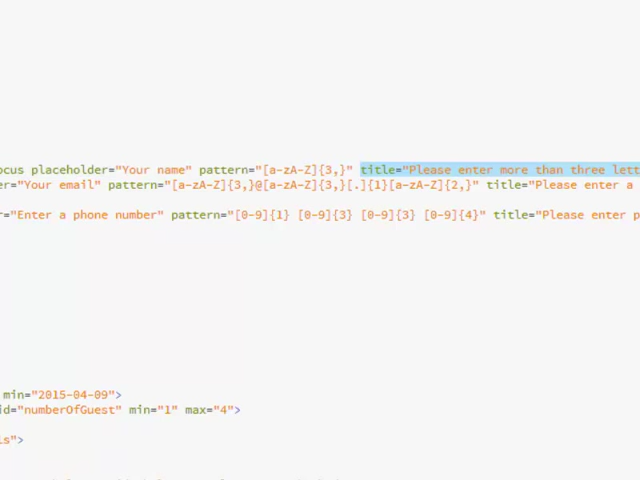 ocus placeholder="Your name" pattern="[a-zA-Z]{3,}" title="Please enter more than three lett
er="Your email" pattern="[a-zA-Z]{3,}@[a-zA-Z]{3,}[.]{1}[a-zA-Z]{2,}" title="Please enter a
r="Enter a phone number" pattern="[0-9]{1} [0-9]{3} [0-9]{3} [0-9]{4}" title="Please enter p
min="2015-04-09">
id="numberOfGuest" min="1" max="4">
ls">